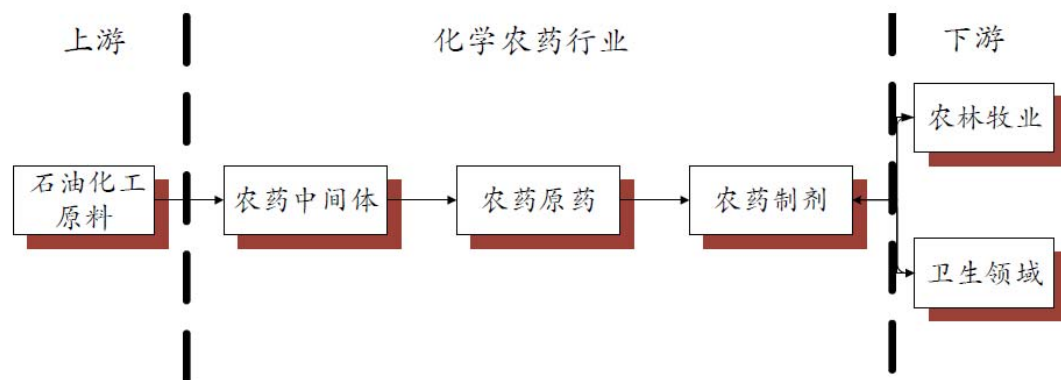 上游
化学农药行业
下游
农林牧业
石油化工
原料
农药中间体
农药原药
农药制剂
卫生领域